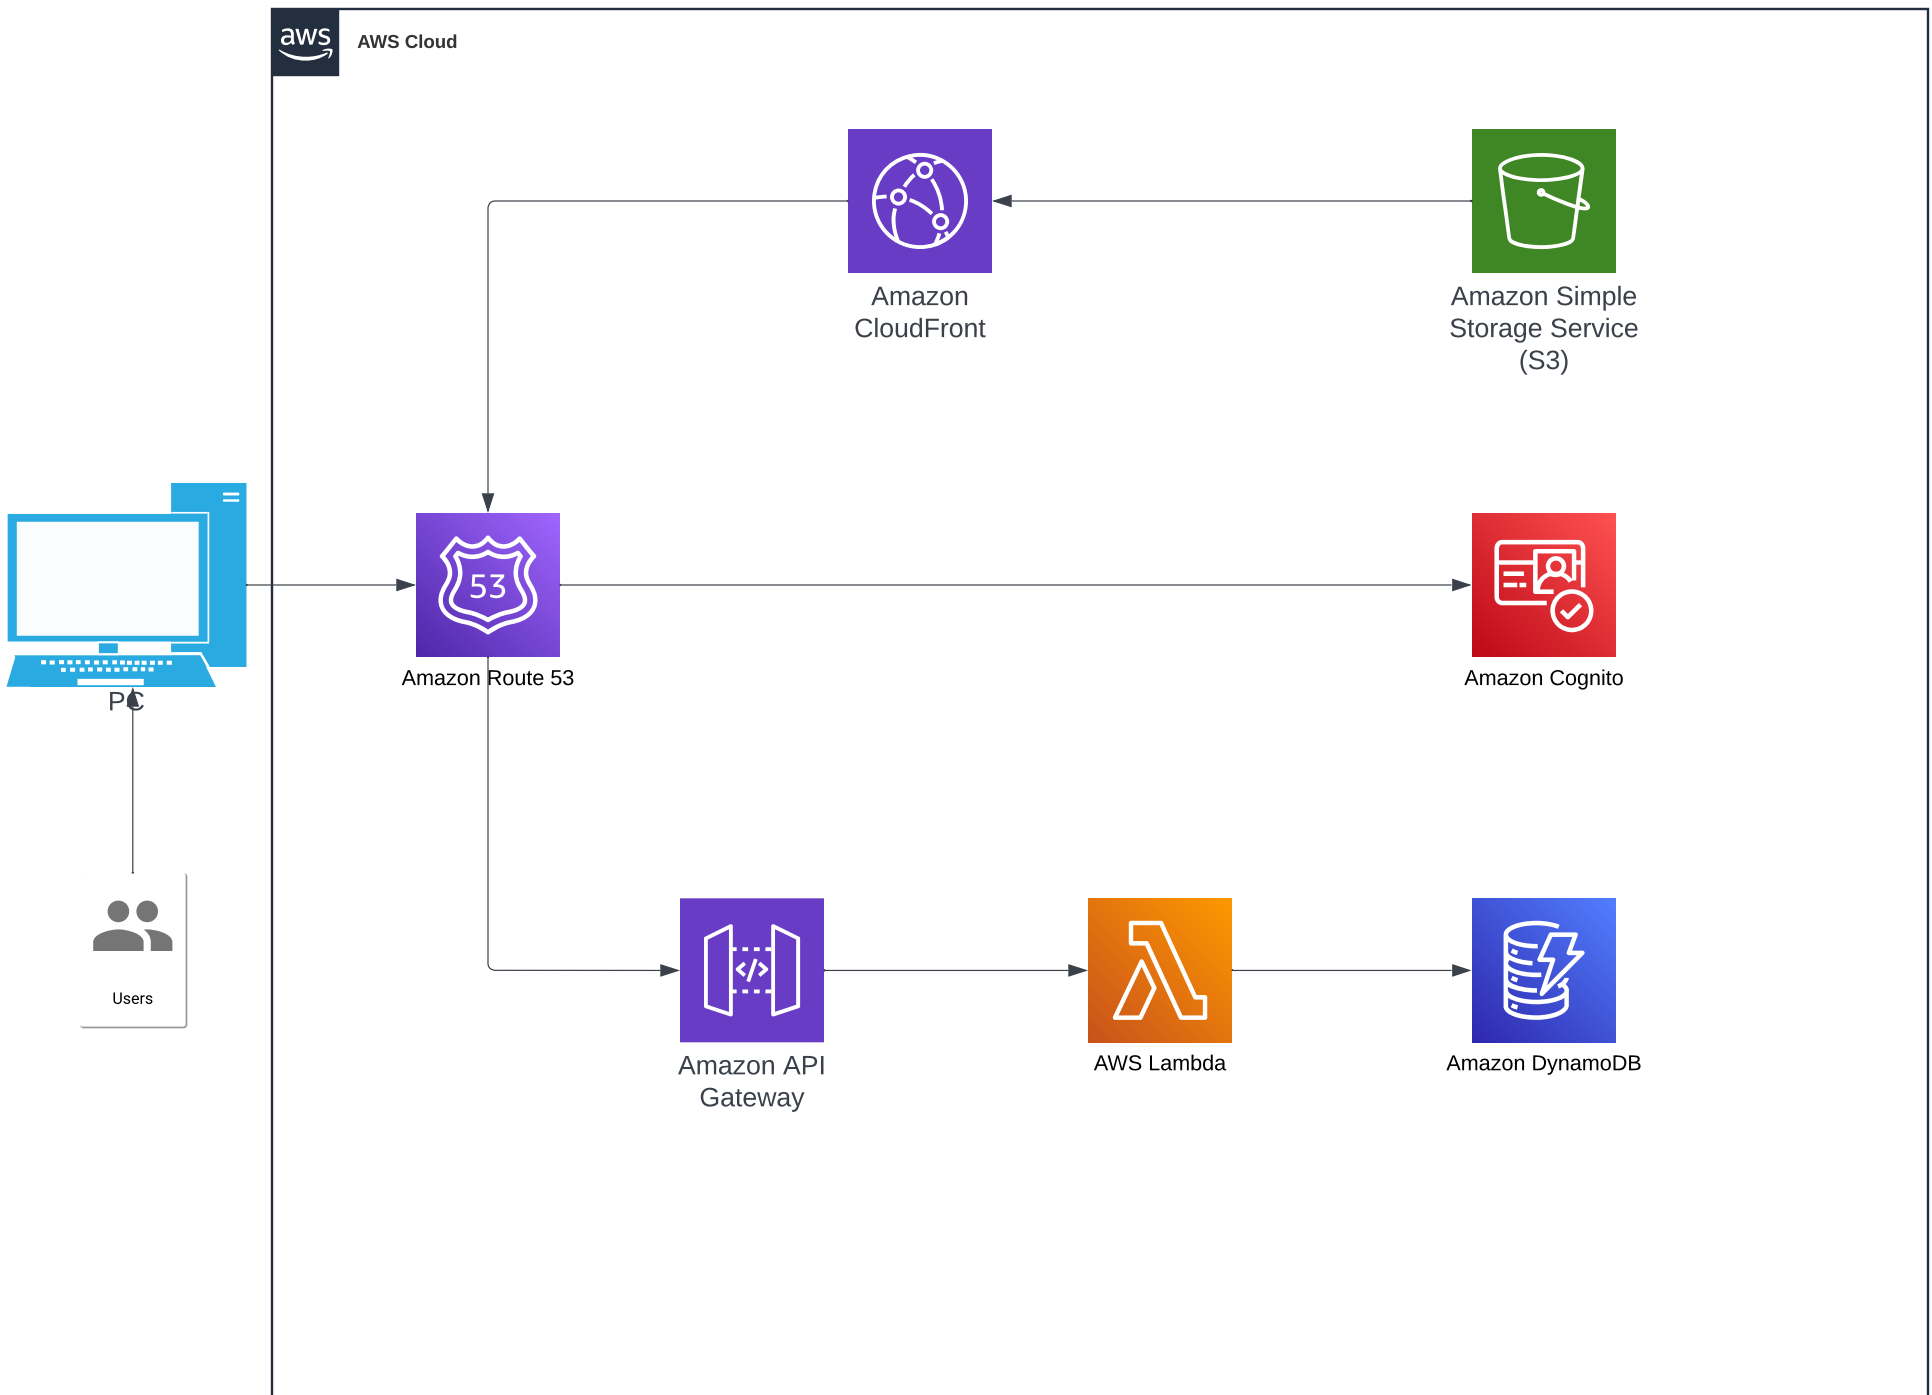 aws
AWS Cloud
Amazon
CloudFront
Amazon Simple
Storage Service
(S3)
53
Amazon Route 53
Amazon Cognito
PC
Users
</>
Amazon API
Gateway
AWS Lambda
Amazon DynamoDB